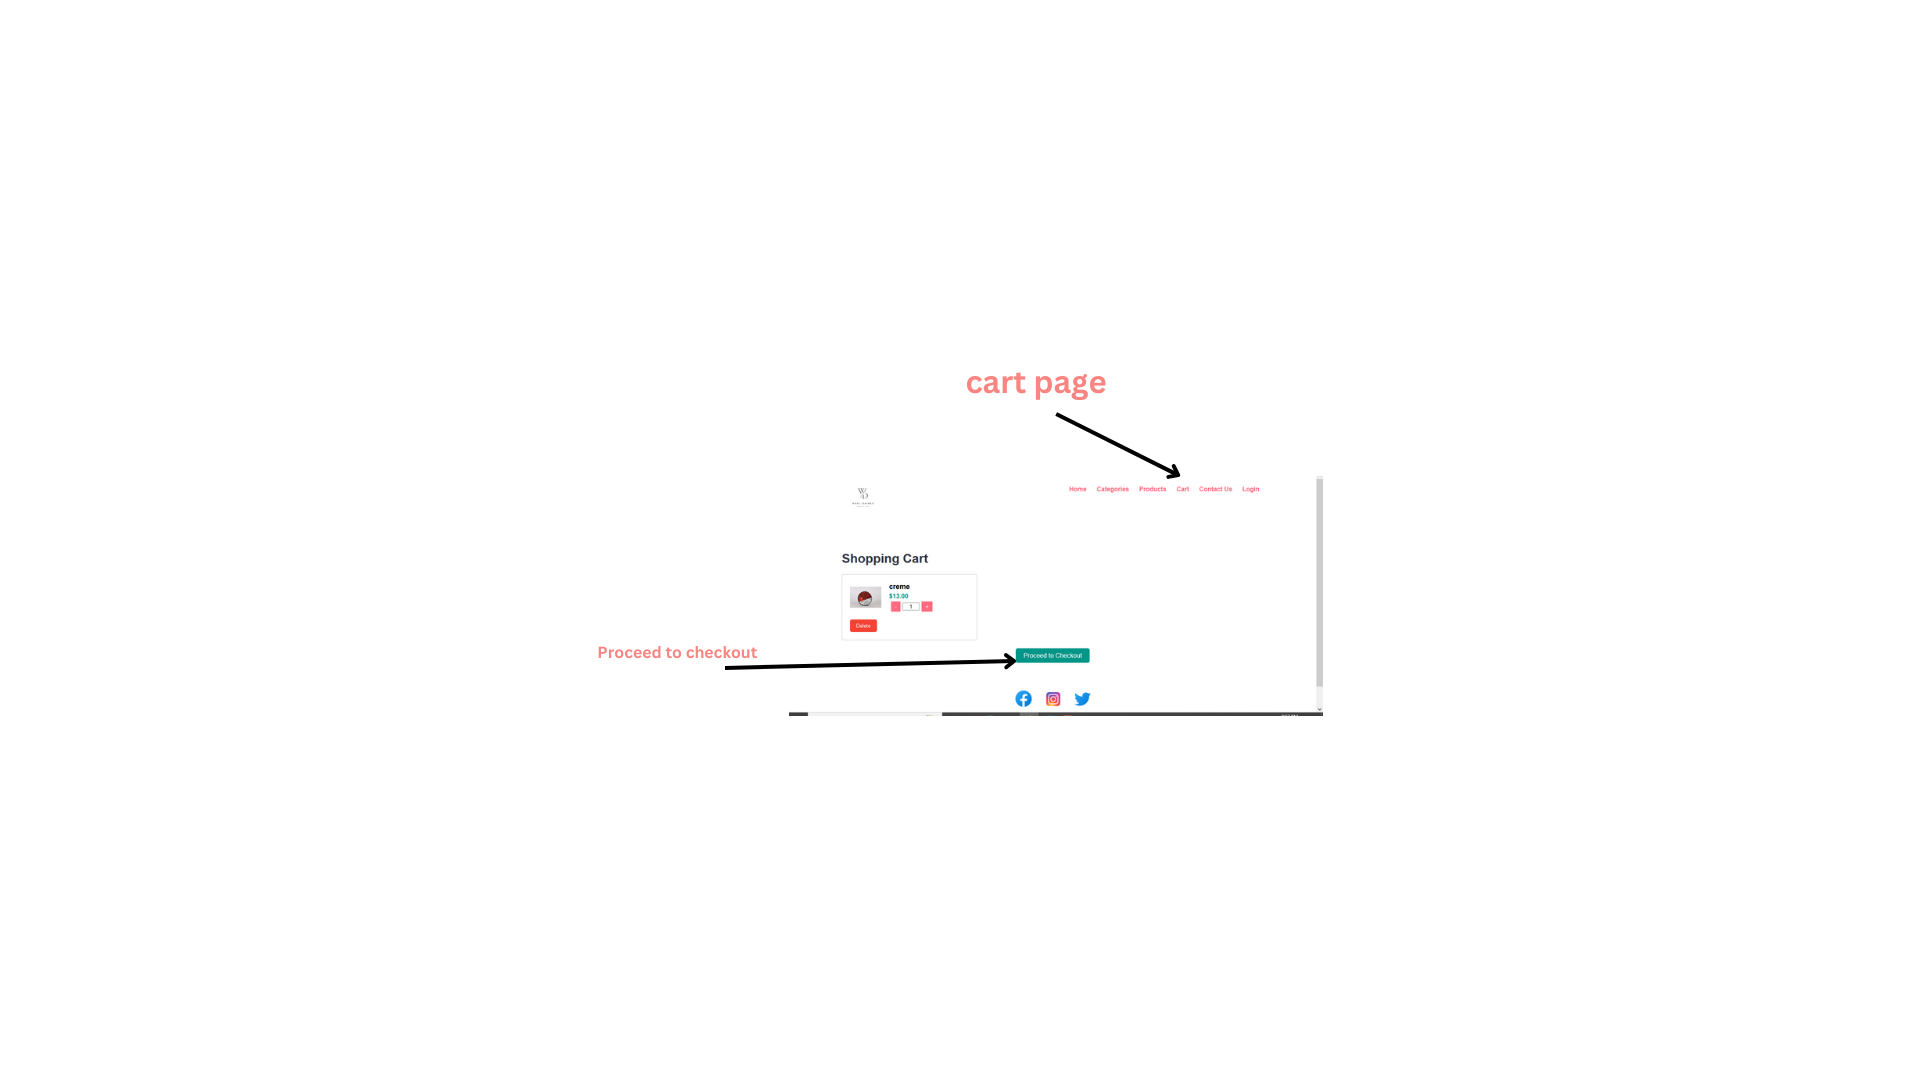 cart page
Home Categories Products Cart Contact Us Login
Shopping Cart
creme
$13.00
- 1 +
Delete
Proceed to checkout
Proceed to Checkout